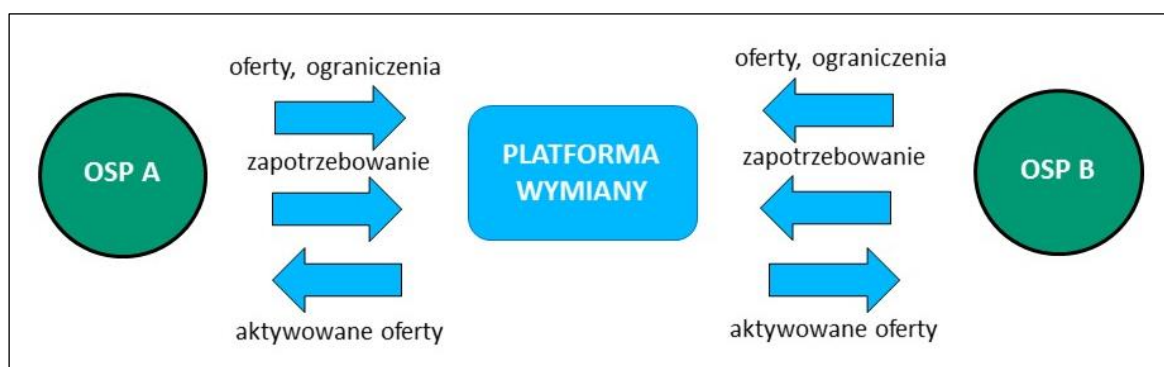 oferty, ograniczenia
oferty, ograniczenia
OSP A
zapotrzebowanie
PLATFORMA
WYMIANY
zapotrzebowanie
OSP B
aktywowane oferty
aktywowane oferty